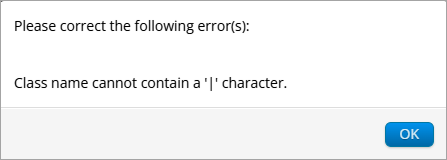 Please correct the following error(s):
Class name cannot contain a '|' character.
OK